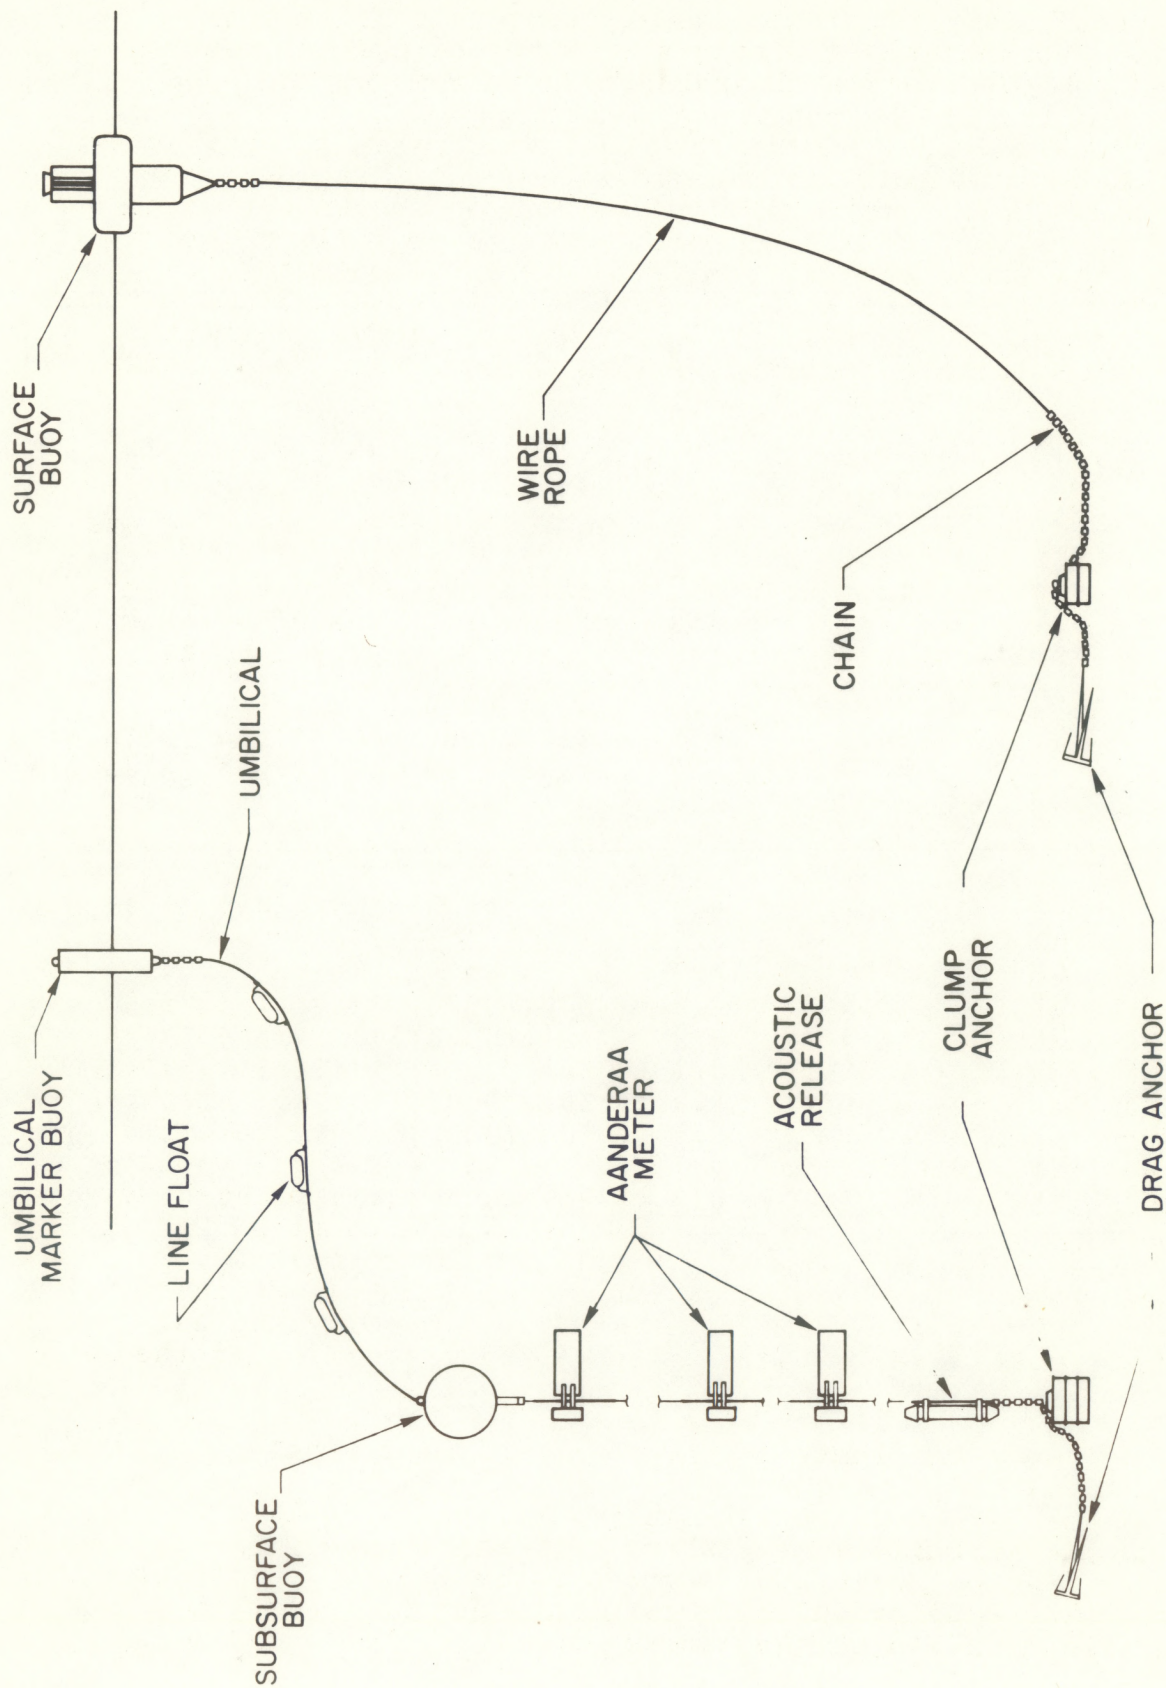 UMBILICAL
MARKER BUOY
SURFACE
BUOY
LINE FLOAT
UMBILICAL
SUBSURFACE
BUOY
WIRE
ROPE
AANDERAA
METER
ACOUSTIC
RELEASE
CHAIN
CLUMP
ANCHOR
DRAG ANCHOR